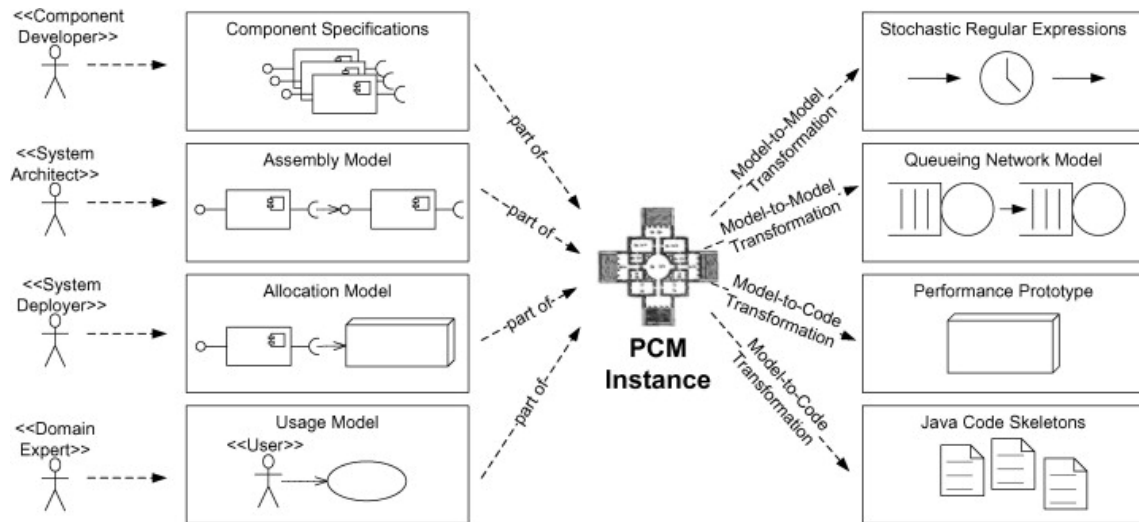 <<Component
Developer>>
Component Specifications
part of
<<System
Architect>>
Assembly Model
part of
<<System
Deployer>>
Allocation Model
part of
<<Domain
Expert>>
Usage Model
<<User>>
part of
PCM
Instance
Model-to-Model
Transformation
Stochastic Regular Expressions
Model-to-Model
Transformation
Queueing Network Model
Model-to-Code
Transformation
Performance Prototype
Model-to-Code
Transformation
Java Code Skeletons